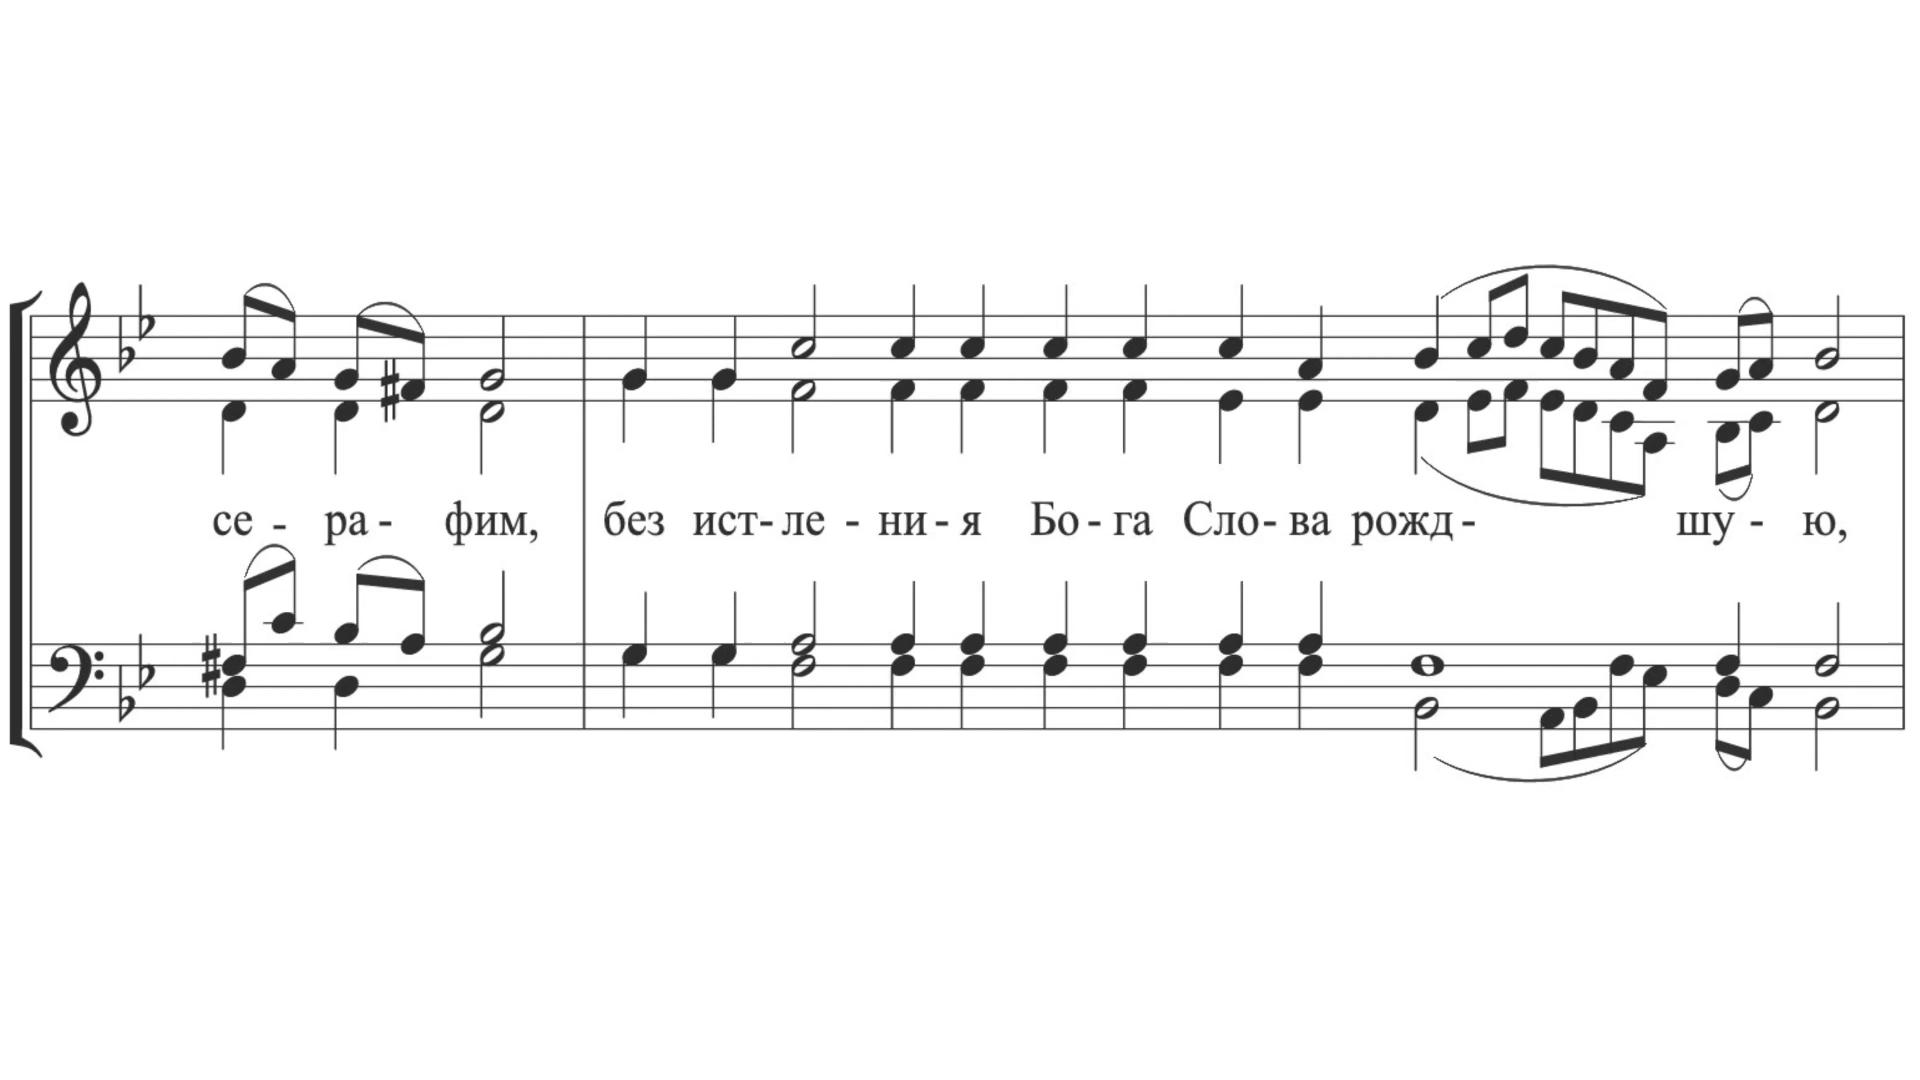 се - ра - фим, без ист- ле - ни - я Бо - га Сло- ва рожд - шу - ю,